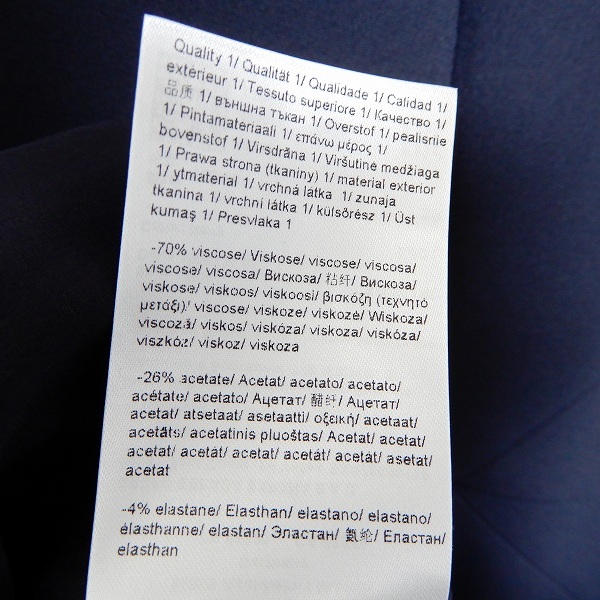 Quality 1/ Qualität 1/ Qualidade 1/ Calidad 1/
extérieur 1/ Tessuto superiore 1/ Качество 1/
品质 1/ външна тъкан 1/ Overstof 1/ pealisriie
1/ Pintamateriaali 1/ επάνω μέρος 1/
bovenstof 1/ Virsdrāna 1/ Viršutinė medžiaga
1/ Prawa strona (tkaniny) 1/ material exterior
1/ ytmaterial 1/ vrchná látka 1/ zunaja
tkanina 1/ vrchní látka 1/ külsőrész 1/ Üst
kumaş 1/ Presvlaka 1
-70% viscose/ Viskose/ viscose/ viscosa/
viscose/ viscosa/ Вискоза/ 粘纤/ Вискоза/
viskose/ viskoos/ viskoosi/ βισκόζη (τεχνητό
μετάξι)/ viscose/ viskoze/ viskozė/ Wiskoza/
viscoză/ viskos/ viskóza/ viskoza/ viskóza/
viszkóz/ viskoz/ viskoza
-26% acetate/ Acetat/ acetato/ acetato/
acétate/ acetato/ Ацетат/ 醋纤/ Ацетат/
acetat/ atsetaat/ asetaatti/ οξεική/ acetaat/
acetāts/ acetatinis pluoštas/ Acetat/ acetat/
acetat/ acetát/ acetat/ acetát/ acetát/ asetat/
acetat
-4% elastane/ Elasthan/ elastano/ elastano/
élasthanne/ elastan/ Эластан/ 氨纶/ Еластан/
elasthan